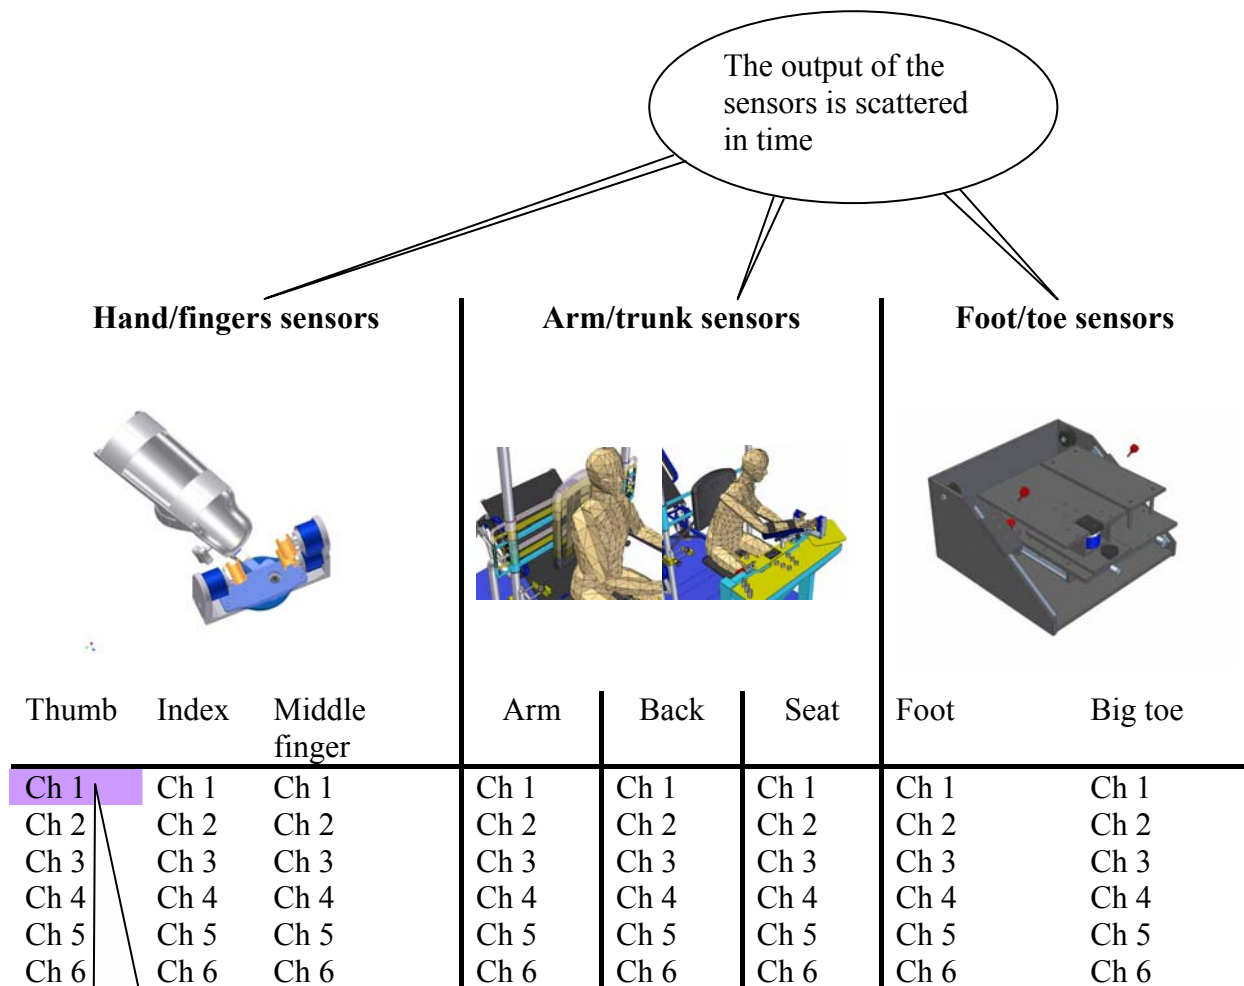 The output of the
sensors is scattered
in time
Hand/fingers sensors Arm/trunk sensors Foot/toe sensors
Thumb Index Middle finger Arm Back Seat Foot Big toe
Ch 1 Ch 1 Ch 1 Ch 1 Ch 1 Ch 1 Ch 1 Ch 1
Ch 2 Ch 2 Ch 2 Ch 2 Ch 2 Ch 2 Ch 2 Ch 2
Ch 3 Ch 3 Ch 3 Ch 3 Ch 3 Ch 3 Ch 3 Ch 3
Ch 4 Ch 4 Ch 4 Ch 4 Ch 4 Ch 4 Ch 4 Ch 4
Ch 5 Ch 5 Ch 5 Ch 5 Ch 5 Ch 5 Ch 5 Ch 5
Ch 6 Ch 6 Ch 6 Ch 6 Ch 6 Ch 6 Ch 6 Ch 6